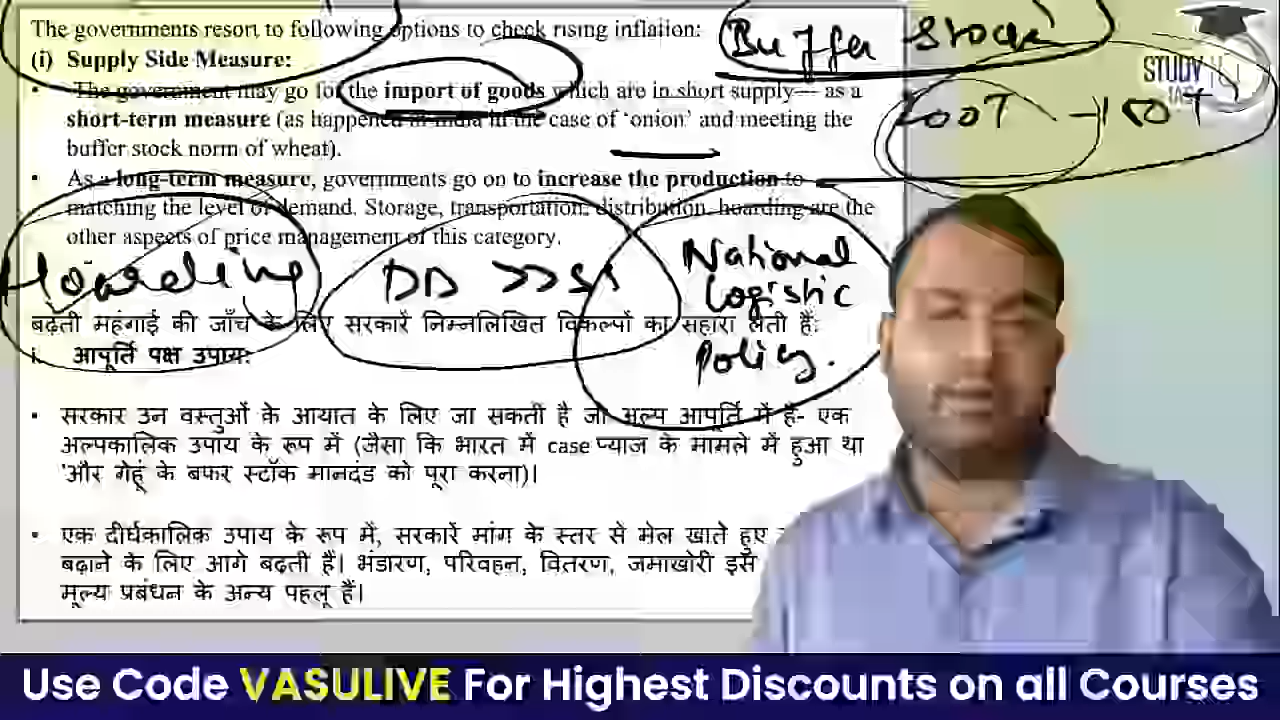 The governments resort to following options to check rising inflation:
Buffer Stock
(i) Supply Side Measure:
STUDY
IAS
• The government may go for the import of goods which are in short supply— as a
short-term measure (as happened in India in the case of ‘onion’ and meeting the
buffer stock norm of wheat).
200T - 150T
• As a long-term measure, governments go on to increase the production to
matching the level of demand. Storage, transportation, distribution, hoarding are the
other aspects of price management of this category.
Hoarding DD >>SS National
Logistic
Policy.
बढ़ती महंगाई की जाँच के लिए सरकारें निम्नलिखित विकल्पों का सहारा लेती हैं:
i. आपूर्ति पक्ष उपाय:
• सरकार उन वस्तुओं के आयात के लिए जा सकती है जो अल्प आपूर्ति में हैं- एक
अल्पकालिक उपाय के रूप में (जैसा कि भारत में case प्याज के मामले में हुआ था
'और गेहूं के बफर स्टॉक मानदंड को पूरा करना)।
• एक दीर्घकालिक उपाय के रूप में, सरकारें मांग के स्तर से मेल खाते हुए
बढ़ाने के लिए आगे बढ़ती हैं। भंडारण, परिवहन, वितरण, जमाखोरी इस
मूल्य प्रबंधन के अन्य पहलू हैं।
Use Code VASULIVE For Highest Discounts on all Courses